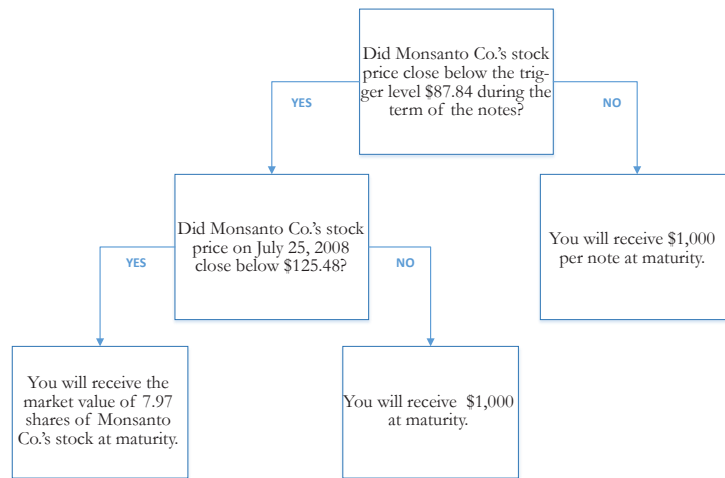 Did Monsanto Co.'s stock
price close below the trig-
ger level $87.84 during the
term of the notes?
YES
NO
Did Monsanto Co.'s stock
price on July 25, 2008
close below $125.48?
You will receive $1,000
per note at maturity.
YES
NO
You will receive the
market value of 7.97
shares of Monsanto
Co.'s stock at maturity.
You will receive $1,000
at maturity.